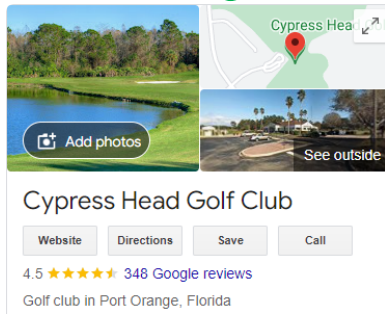 Cypress Head Go
Add photos
See outside
Cypress Head Golf Club
Website Directions Save Call
4.5 348 Google reviews
Golf club in Port Orange, Florida